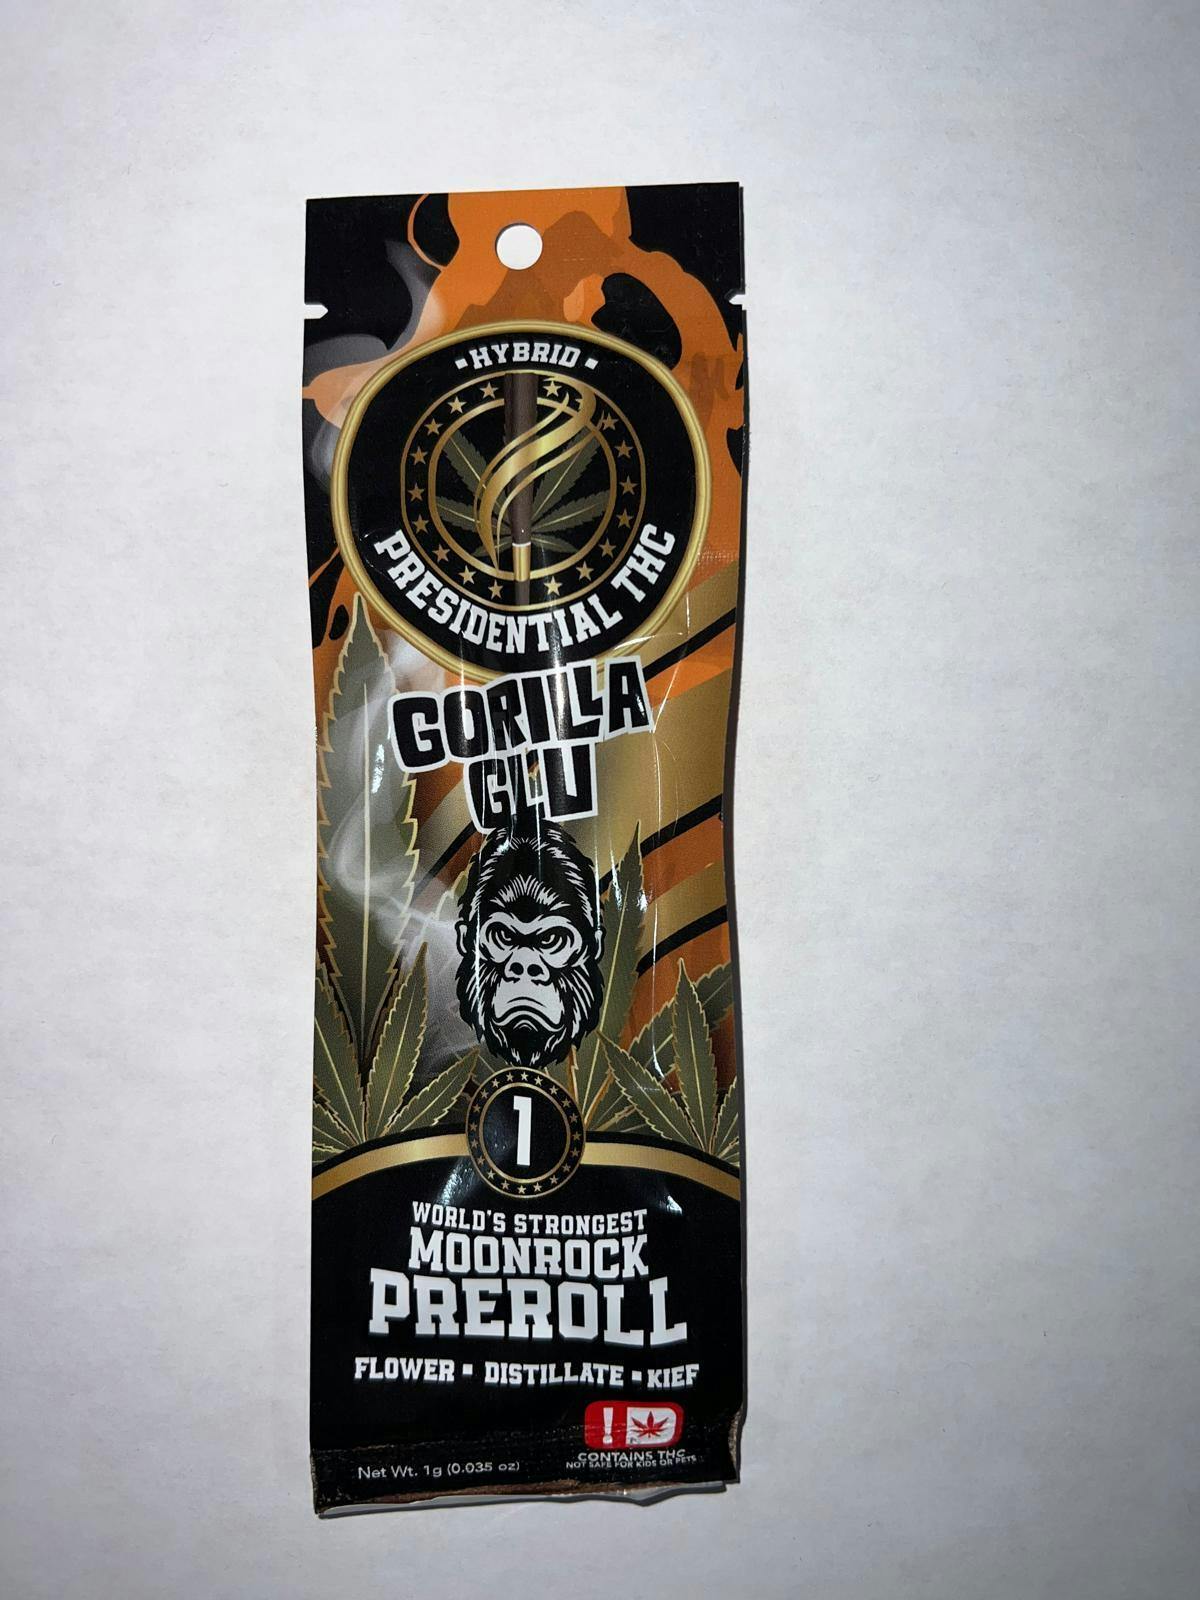 ·HYBRID·
PRESIDENTIAL THC
GORILLA
GLU
1
WORLD'S STRONGEST
MOONROCK
PREROLL
FLOWER ▪ DISTILLATE ▪ KIEF
!
CONTAINS THC
NOT SAFE FOR KIDS OR PETS
Net Wt. 1g (0.035 oz)